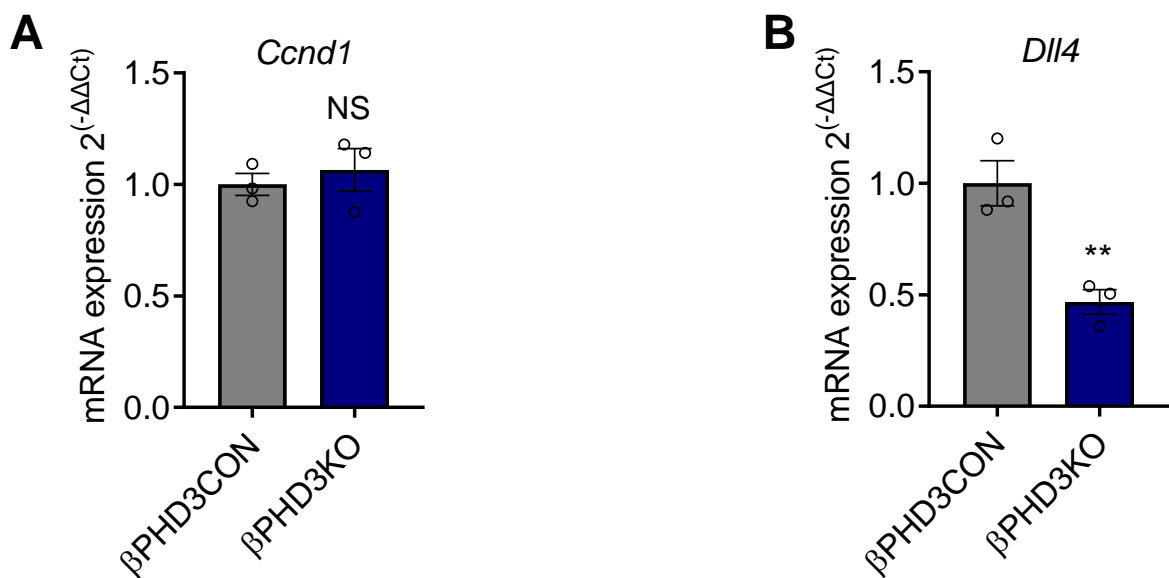 A
Ccnd1
mRNA expression 2(-ΔΔCt)
1.5
1.0
0.5
0.0
NS
βPHD3CON
βPHD3KO
B
Dll4
mRNA expression 2(-ΔΔCt)
1.5
1.0
0.5
0.0
**
βPHD3CON
βPHD3KO